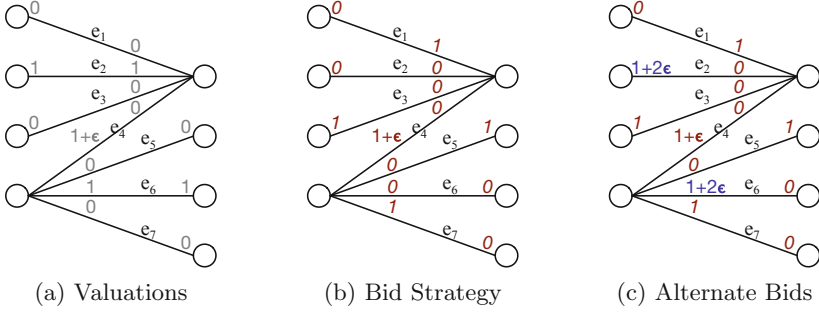 0
e₁
0
1 e₂ 1
0
e₃
0
0
1+ε e₄
0
e₅
0
1 e₆ 1
0
e₇ 0
(a) Valuations
0
e₁
1
0 e₂ 0
0
e₃
0
1
1+ε e₄
1
e₅
0
0 e₆ 0
1
e₇ 0
(b) Bid Strategy
0
e₁
1
1+2ε e₂ 0
0
e₃
0
1
1+ε e₄
1
e₅
0
1+2ε e₆ 0
1
e₇ 0
(c) Alternate Bids